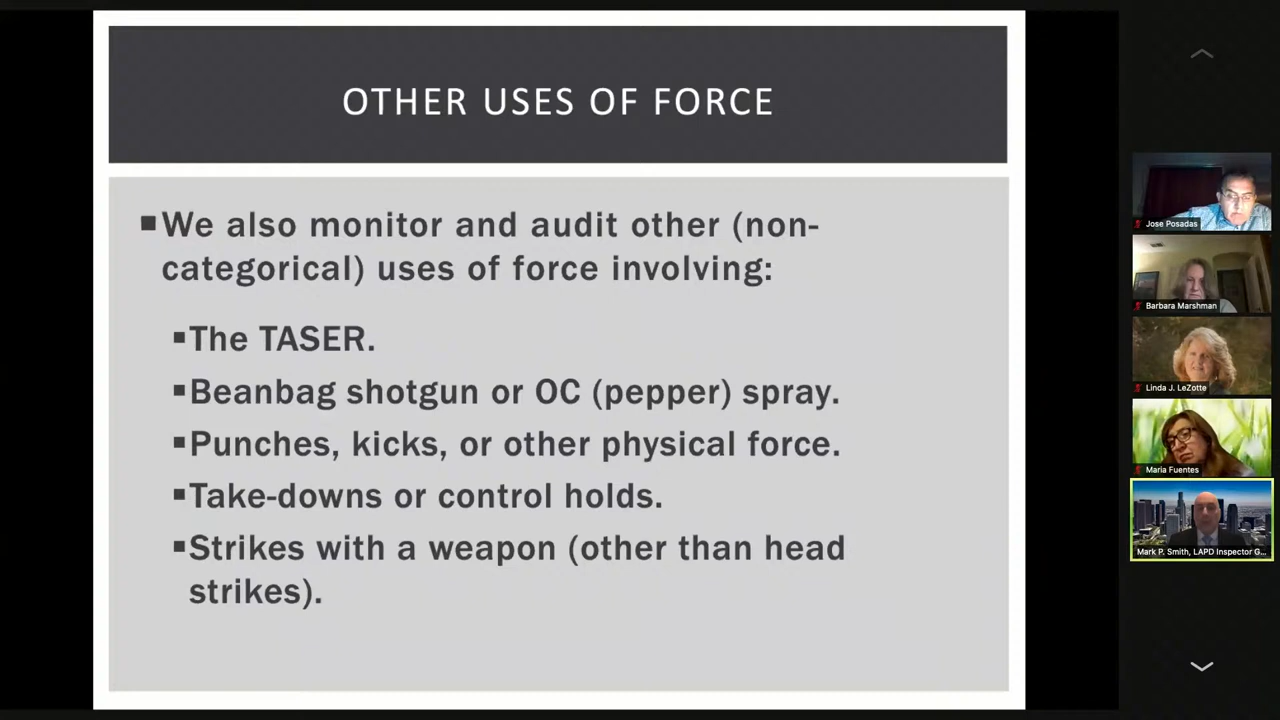 OTHER USES OF FORCE
▪We also monitor and audit other (non-
categorical) uses of force involving:
▪The TASER.
▪Beanbag shotgun or OC (pepper) spray.
▪Punches, kicks, or other physical force.
▪Take-downs or control holds.
▪Strikes with a weapon (other than head
strikes).
Jose Posadas
Barbara Marshman
Linda J. LeZotte
Maria Fuentes
Mark P. Smith, LAPD Inspector G...